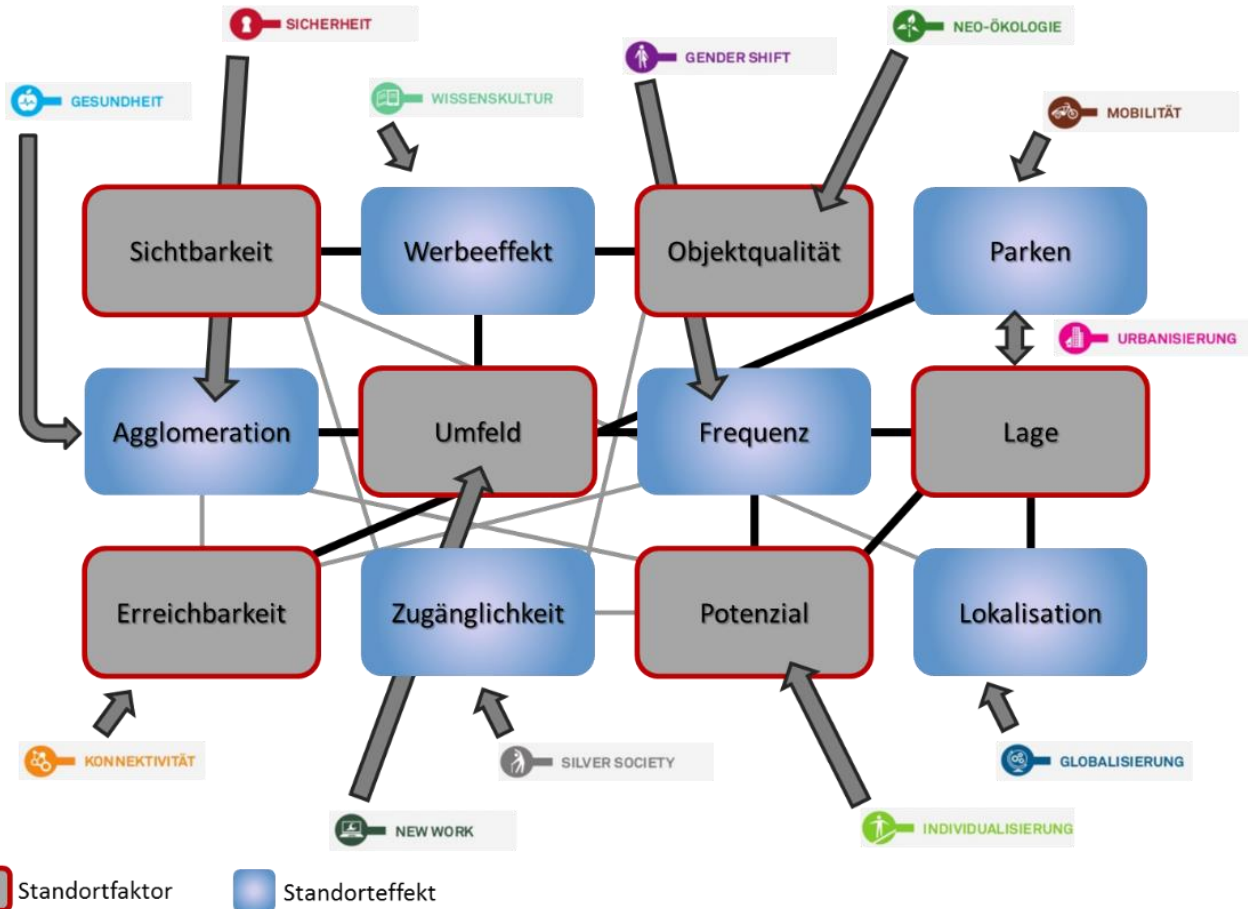 SICHERHEIT
NEO-ÖKOLOGIE
GENDER SHIFT
GESUNDHEIT
WISSENSKULTUR
MOBILITÄT
Sichtbarkeit
Werbeeffekt
Objektqualität
Parken
URBANISIERUNG
Agglomeration
Umfeld
Frequenz
Lage
Erreichbarkeit
Zugänglichkeit
Potenzial
Lokalisation
KONNEKTIVITÄT
SILVER SOCIETY
GLOBALISIERUNG
NEW WORK
INDIVIDUALISIERUNG
Standortfaktor
Standorteffekt